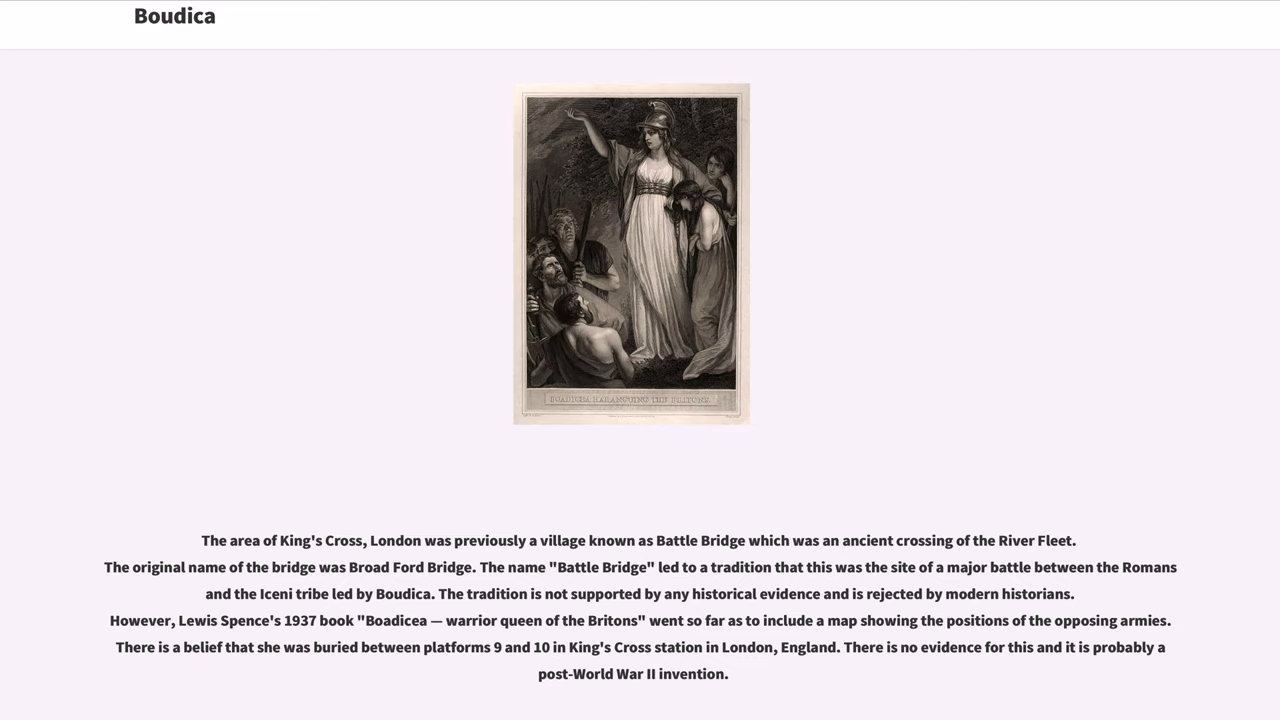 Boudica
BOADICEA HARANGUING THE BRITONS.
The area of King's Cross, London was previously a village known as Battle Bridge which was an ancient crossing of the River Fleet.
The original name of the bridge was Broad Ford Bridge. The name "Battle Bridge" led to a tradition that this was the site of a major battle between the Romans
and the Iceni tribe led by Boudica. The tradition is not supported by any historical evidence and is rejected by modern historians.
However, Lewis Spence's 1937 book "Boadicea — warrior queen of the Britons" went so far as to include a map showing the positions of the opposing armies.
There is a belief that she was buried between platforms 9 and 10 in King's Cross station in London, England. There is no evidence for this and it is probably a
post-World War II invention.